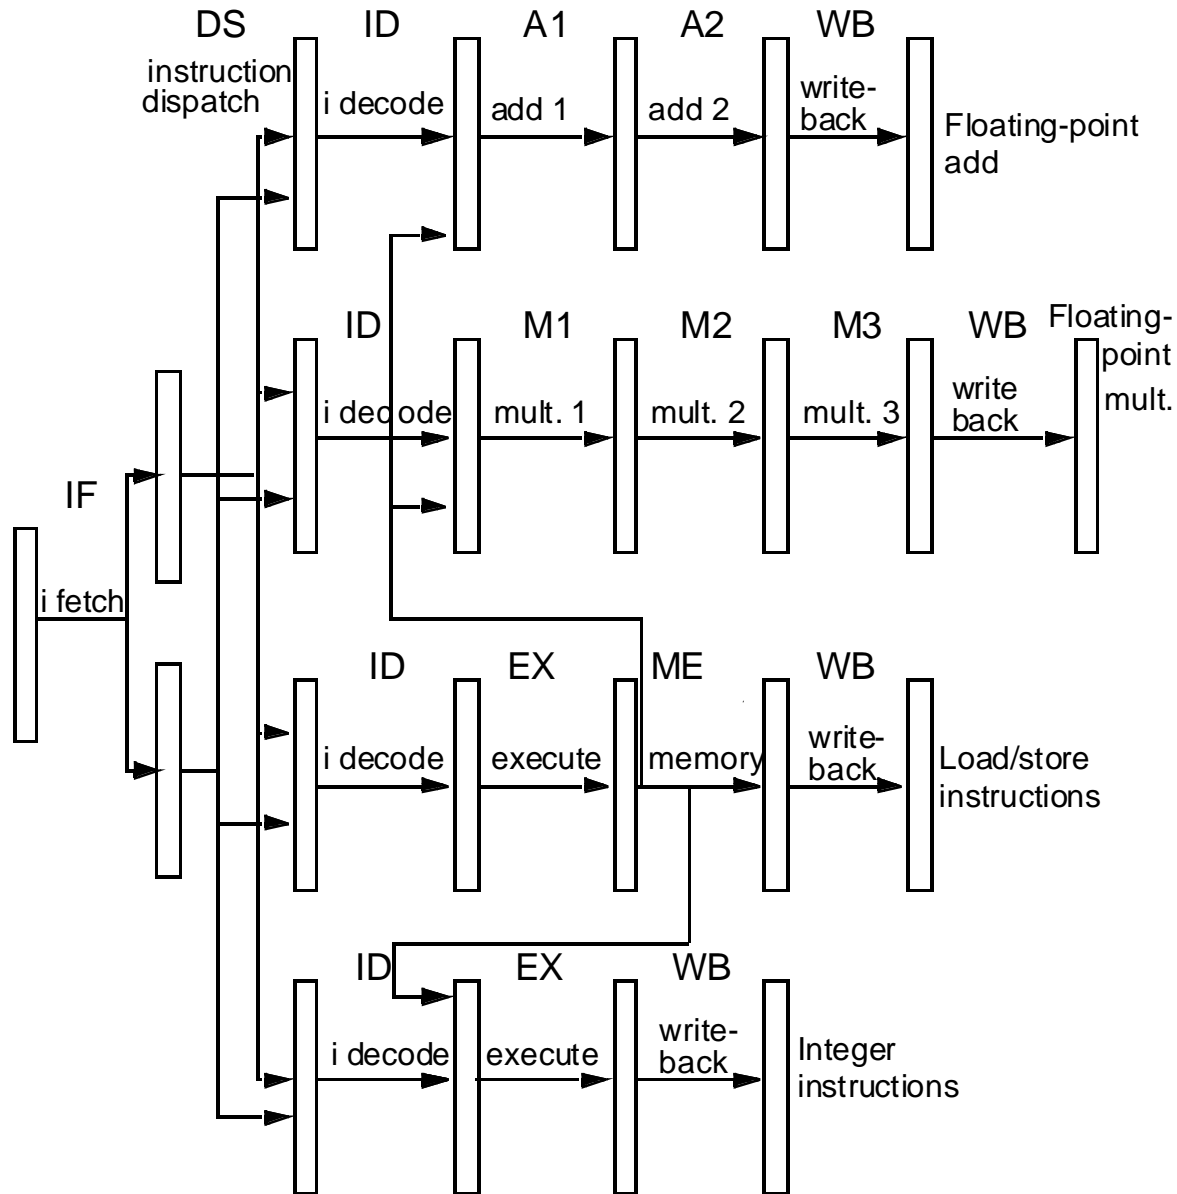 DS ID A1 A2 WB
instruction
dispatch
i decode
add 1
add 2
write-
back
Floating-point
add
ID M1 M2 M3 WB
Floating-
point
mult.
i decode
mult. 1
mult. 2
mult. 3
write
back
IF
i fetch
ID EX ME WB
i decode
execute
memory
write-
back
Load/store
instructions
ID EX WB
i decode
execute
write-
back
Integer
instructions